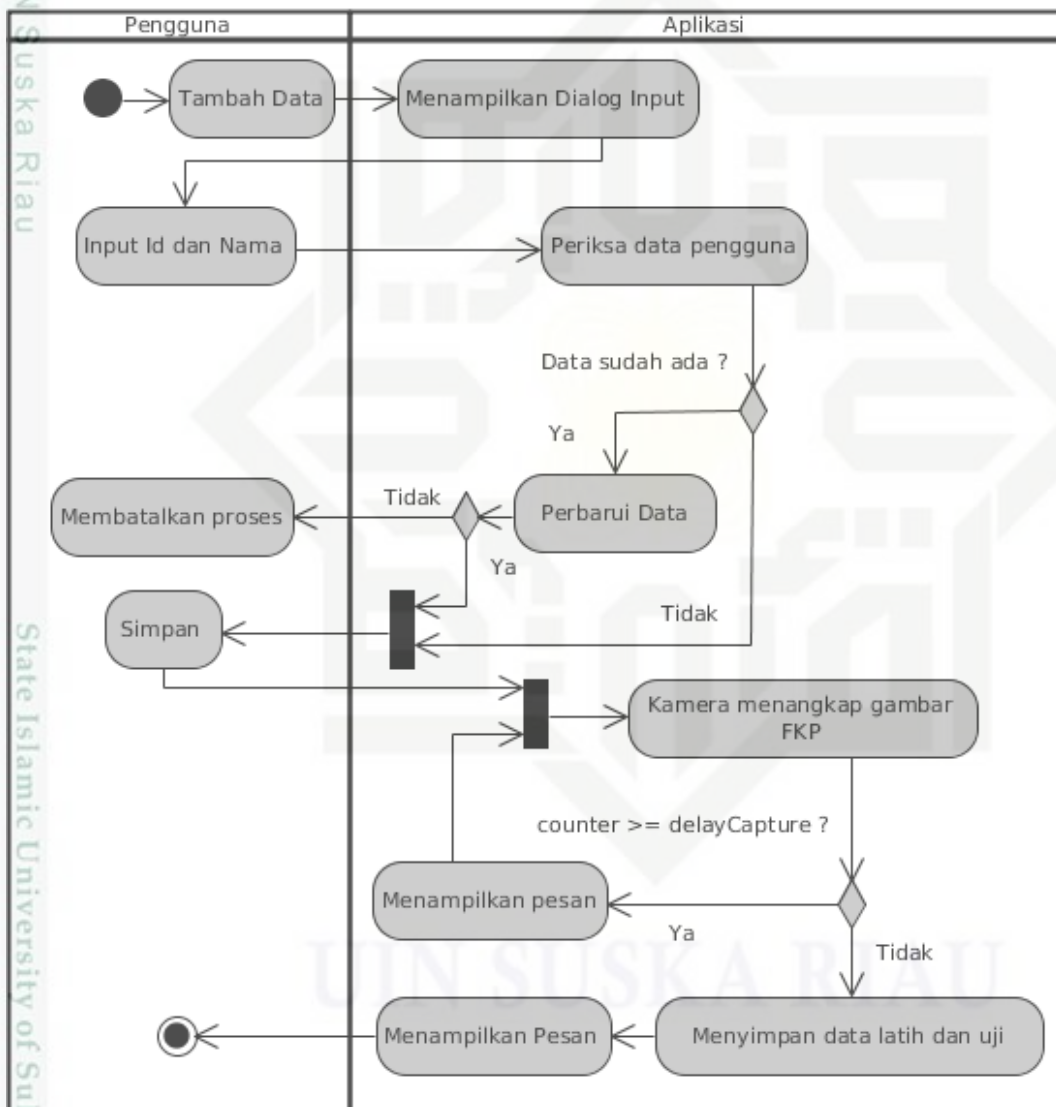 Pengguna
Aplikasi
Tambah Data
Menampilkan Dialog Input
Input Id dan Nama
Periksa data pengguna
Data sudah ada ?
Ya
Perbarui Data
Tidak
Membatalkan proses
Ya
Tidak
Simpan
Kamera menangkap gambar
FKP
counter >= delayCapture ?
Menampilkan pesan
Ya
Tidak
Menyimpan data latih dan uji
Menampilkan Pesan
UIN SUSKA RIAU
N Suska Riau
State Islamic University of Sul